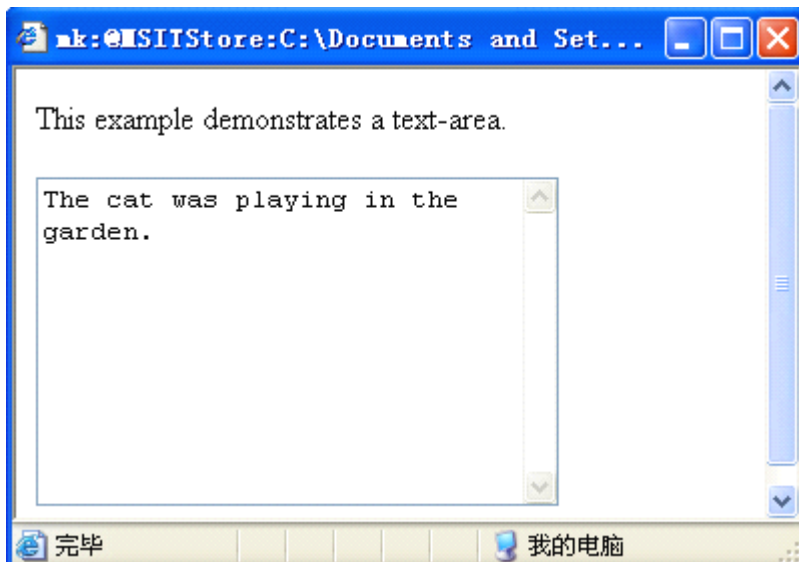 mk:@MSITStore:C:\Documents and Set...
This example demonstrates a text-area.
The cat was playing in the
garden.
完毕
我的电脑